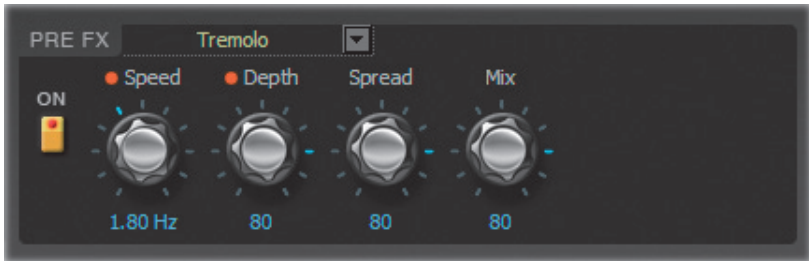 PRE FX Tremolo
ON Speed Depth Spread Mix
1.80 Hz 80 80 80